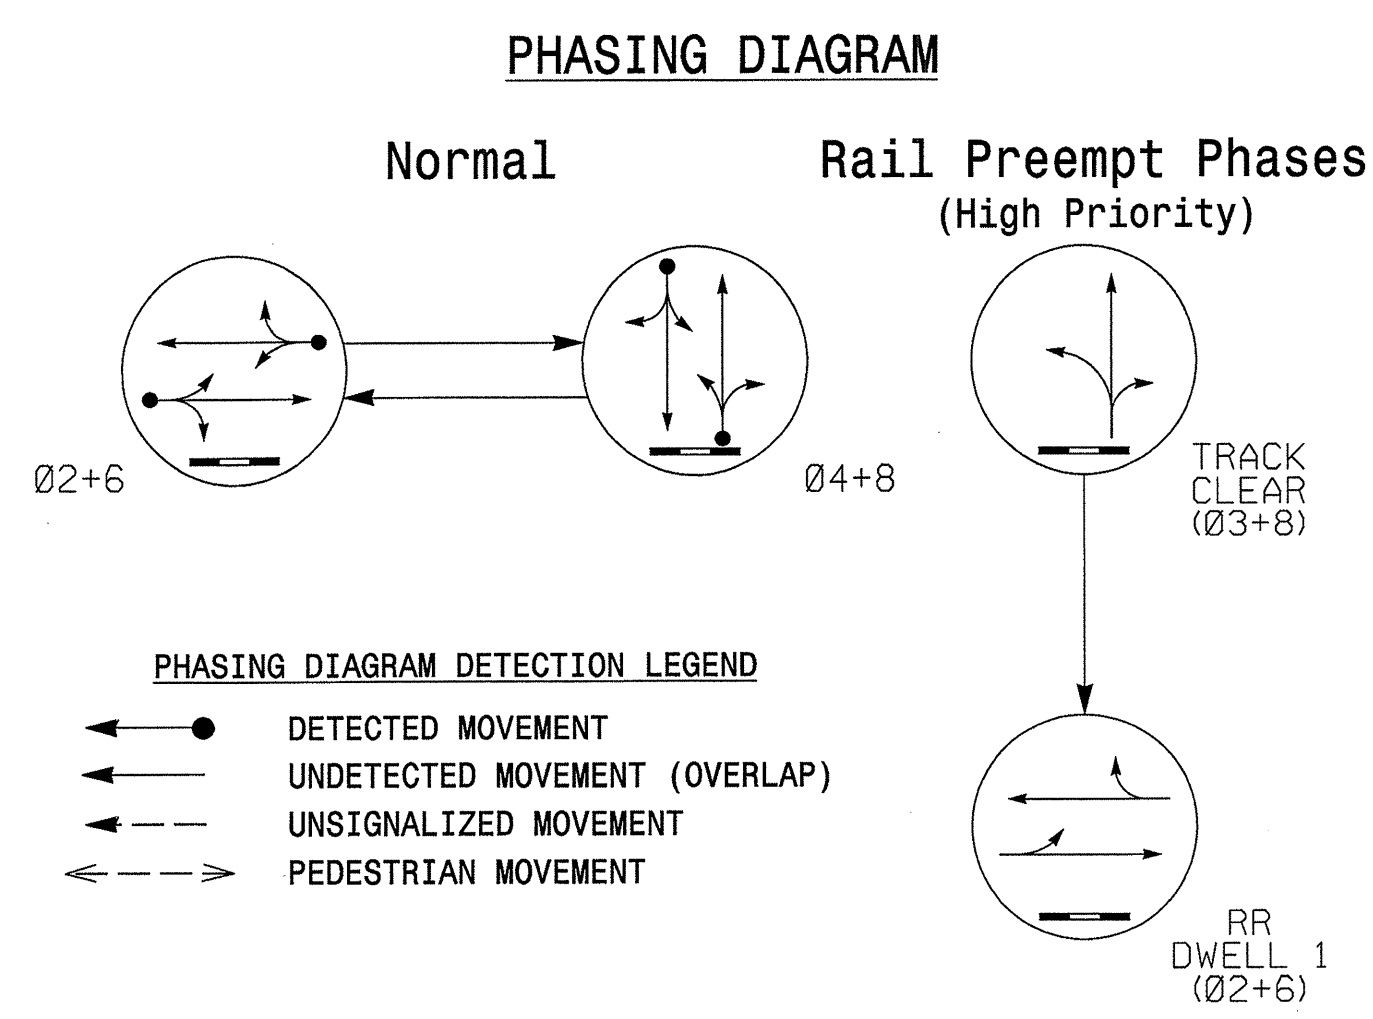 PHASING DIAGRAM
Normal
Rail Preempt Phases
(High Priority)
Ø2+6
Ø4+8
TRACK
CLEAR
(Ø3+8)
PHASING DIAGRAM DETECTION LEGEND
DETECTED MOVEMENT
UNDETECTED MOVEMENT (OVERLAP)
UNSIGNALIZED MOVEMENT
PEDESTRIAN MOVEMENT
RR
DWELL 1
(Ø2+6)